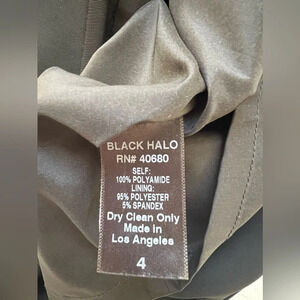 BLACK HALO
RN# 40680
SELF:
100% POLYAMIDE
LINING:
95% POLYESTER
5% SPANDEX
Dry Clean Only
Made in
Los Angeles
4